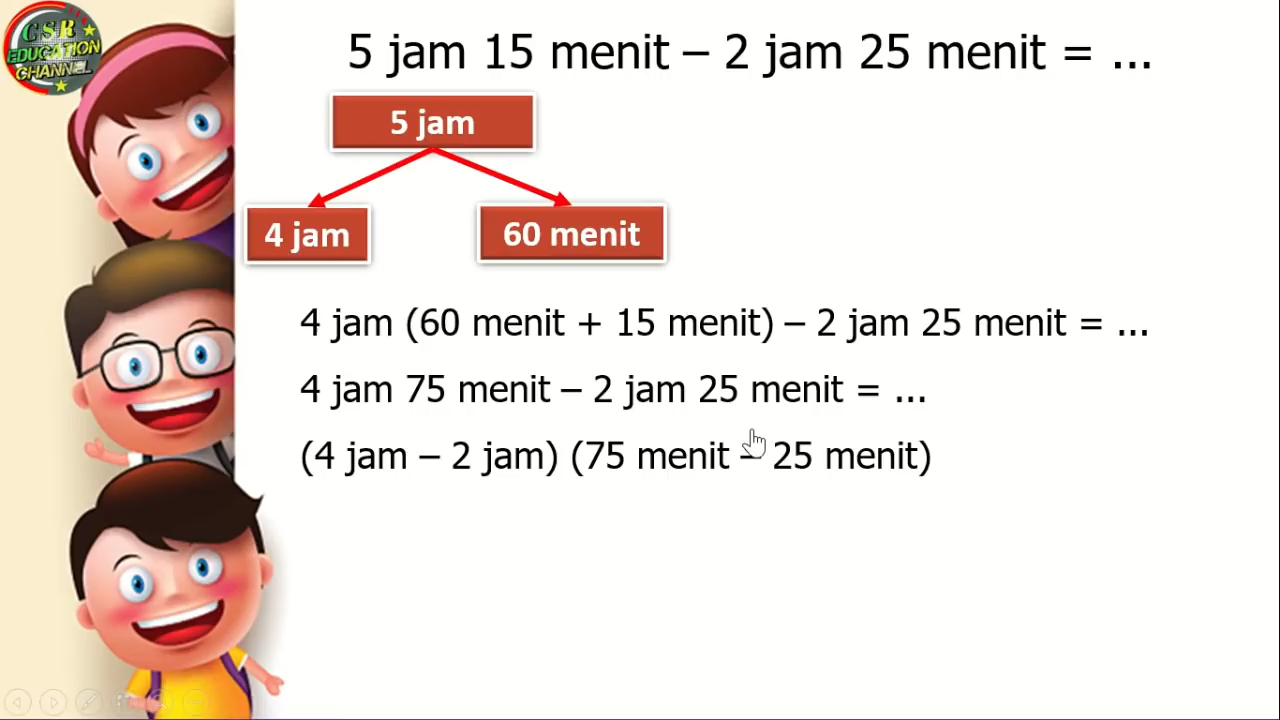 CSR
EDUCATION
CHANNEL
5 jam 15 menit – 2 jam 25 menit = ...
5 jam
4 jam
60 menit
4 jam (60 menit + 15 menit) – 2 jam 25 menit = ...
4 jam 75 menit – 2 jam 25 menit = ...
(4 jam – 2 jam) (75 menit – 25 menit)